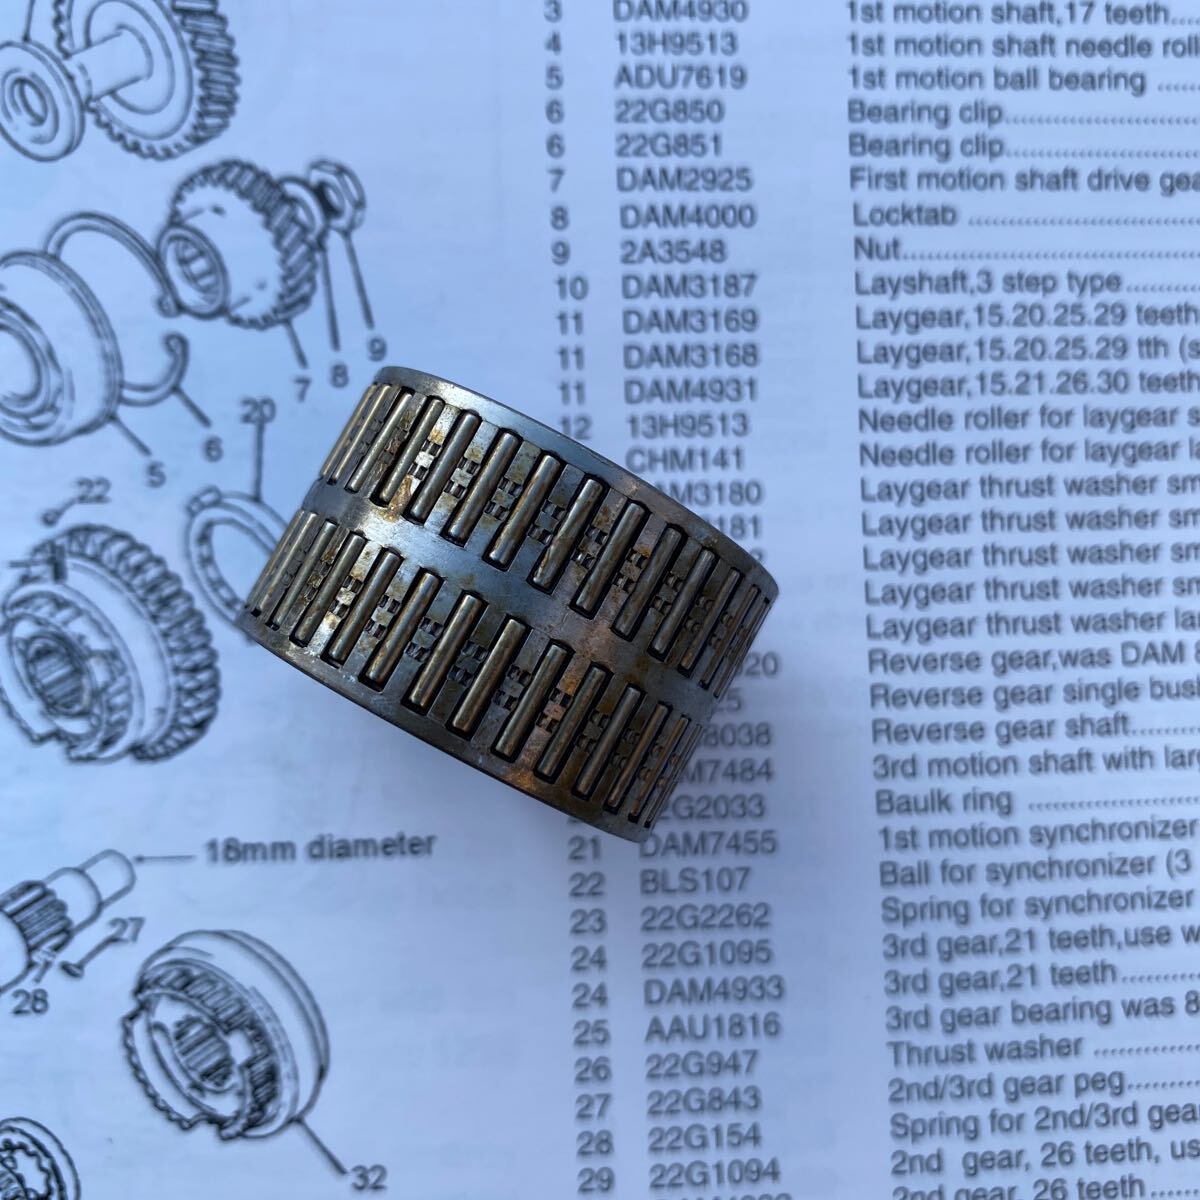 3 DAM4930 1st motion shaft,17 teeth....
4 13H9513 1st motion shaft needle roll
5 ADU7619 1st motion ball bearing ......
6 22G850 Bearing clip............................
6 22G851 Bearing clip............................
7 DAM2925 First motion shaft drive gea
8 DAM4000 Locktab ............................
9 2A3548 Nut......................................
10 DAM3187 Layshaft,3 step type..........
11 DAM3169 Laygear,15.20.25.29 teeth
11 DAM3168 Laygear,15.20.25.29 tth (s
11 DAM4931 Laygear,15.21.26.30 teeth
12 13H9513 Needle roller for laygear s
CHM141 Needle roller for laygear la
AM3180 Laygear thrust washer sm
181 Laygear thrust washer sm
Laygear thrust washer sm
Laygear thrust washer sm
Laygear thrust washer la
20 Reverse gear,was DAM 8
25 Reverse gear single bus
8038 Reverse gear shaft..........
M7484 3rd motion shaft with larg
G2033 Baulk ring ........................
21 DAM7455 1st motion synchronizer
22 BLS107 Ball for synchronizer (3
23 22G2262 Spring for synchronizer
24 22G1095 3rd gear,21 teeth,use w
24 DAM4933 3rd gear,21 teeth..........
25 AAU1816 3rd gear bearing was 8
26 22G947 Thrust washer ..............
27 22G843 2nd/3rd gear peg..........
28 22G154 Spring for 2nd/3rd gear
29 22G1094 2nd gear, 26 teeth, us
2nd gear, 26 teeth.....
9
8
7
6
5
20
22
18mm diameter
27
28
32